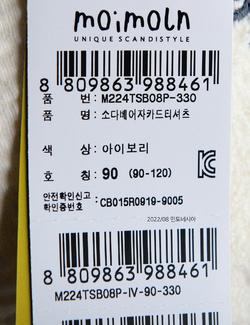 moimoln
UNIQUE SCANDISTYLE
8 809863 988461
품 번 : M224TSB08P-330
품 명 : 소다베어자카드티셔츠
색 상 : 아이보리
호 칭 : 90 (90-120)
안전확인신고
확인증번호 : CB015R0919-9005
2022/08 인도네시아
8 809863 988461
M224TSB08P-IV-90-330